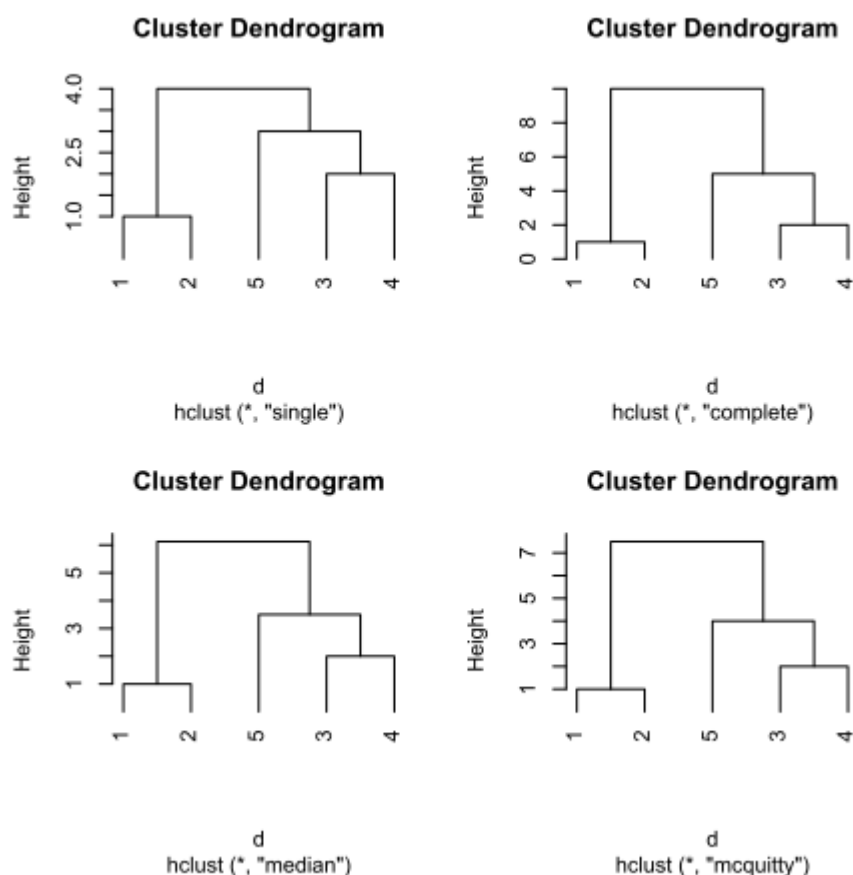 Cluster Dendrogram
Height
4.0
2.5
1.0
1 2 5 3 4
d
hclust (*, "single")
Cluster Dendrogram
Height
8
6
4
2
0
1 2 5 3 4
d
hclust (*, "complete")
Cluster Dendrogram
Height
5
3
1
1 2 5 3 4
d
hclust (*, "median")
Cluster Dendrogram
Height
7
5
3
1
1 2 5 3 4
d
hclust (*, "mcquitty")